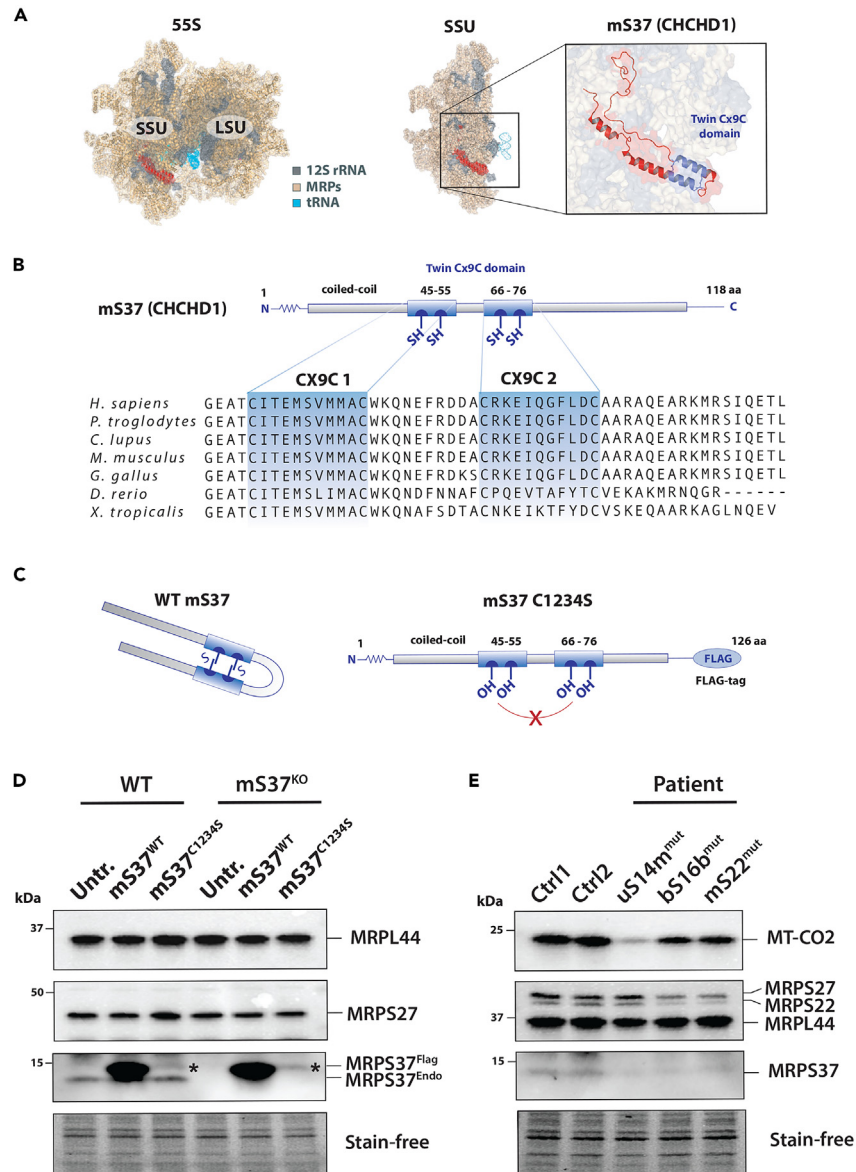 A
55S
SSU
mS37 (CHCHD1)
SSU
LSU
Twin Cx9C
domain
12S rRNA
MRPs
tRNA
B
Twin Cx9C domain
1
coiled-coil
45-55
66 - 76
118 aa
mS37 (CHCHD1)
N
C
SH
SH
SH
SH
CX9C 1
CX9C 2
H. sapiens GEATCITEMSVMMACWKQNEFRDDACRKEIQGFLDCAARAQEARKMRSIQETL
P. troglodytes GEATCITEMSVMMACWKQNEFRDDACRKEIQGFLDCAARAQEARKMRSIQETL
C. lupus GEATCITEMSVMMACWKQNEFRDEACRKEIQGFLDCAARAQEARKMRSIQETL
M. musculus GEATCITEMSVMMACWKQNEFRDEACRKEIQGFLDCAARAQEARKMRSIQETL
G. gallus GEATCITEMSVMMACWKQNEFRDKSCRKEIQGFLDCAARAQEARKMRSIQETL
D. rerio GEATCITEMSLIMACWKQNDFNNAFCPQEVTAFYTCVEKAKMRNQGR------
X. tropicalis GEATCITEMSVMMACWKQNAFSDTACNKEIKTFYDCVSKEQAARKAGLNQEV
C
WT mS37
mS37 C1234S
1
coiled-coil
45-55
66 - 76
126 aa
N
FLAG
FLAG-tag
S
S
OH
OH
OH
OH
X
D
WT
mS37KO
Untr.
mS37WT
mS37C1234S
Untr.
mS37WT
mS37C1234S
kDa
37
MRPL44
50
MRPS27
15
*
*
MRPS37Flag
MRPS37Endo
Stain-free
E
Patient
Ctrl1
Ctrl2
uS14mmut
bS16bmut
mS22mut
kDa
25
MT-CO2
MRPS27
MRPS22
37
MRPL44
15
MRPS37
Stain-free